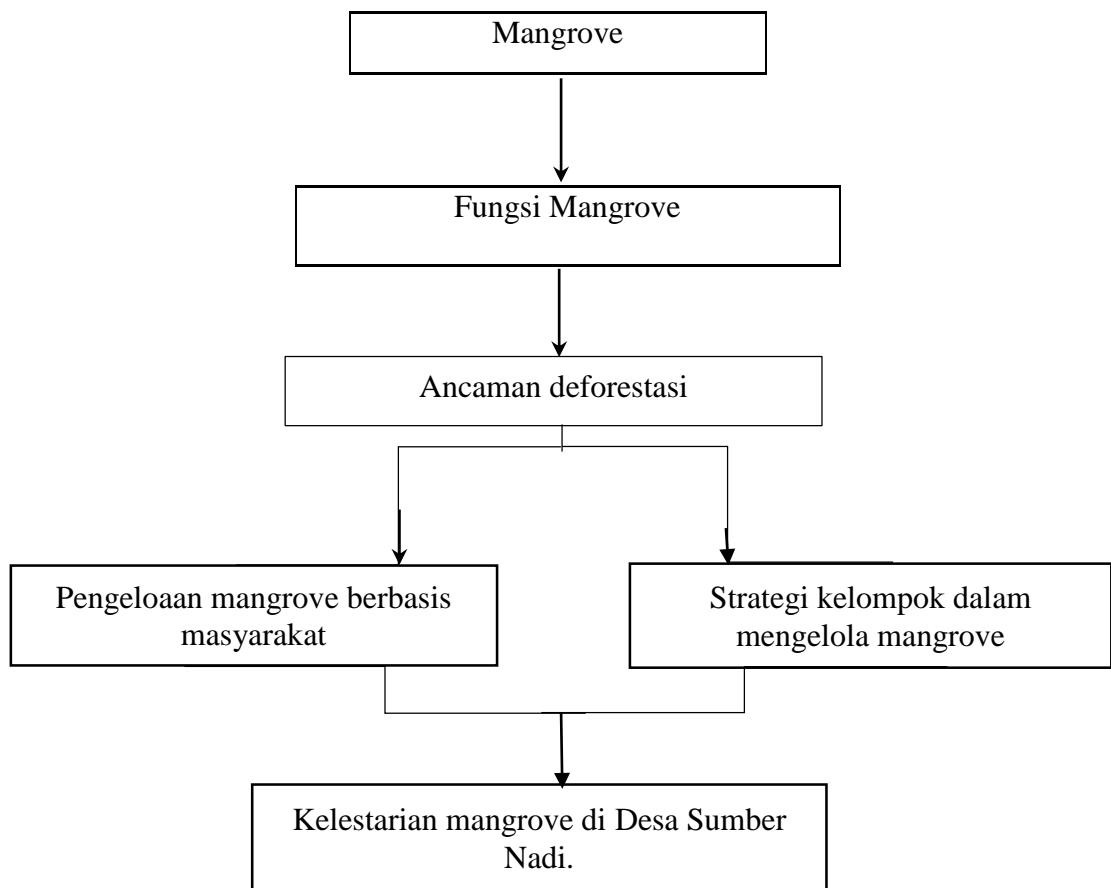 Mangrove
Fungsi Mangrove
Ancaman deforestasi
Pengeloaan mangrove berbasis
masyarakat
Strategi kelompok dalam
mengelola mangrove
Kelestarian mangrove di Desa Sumber
Nadi.